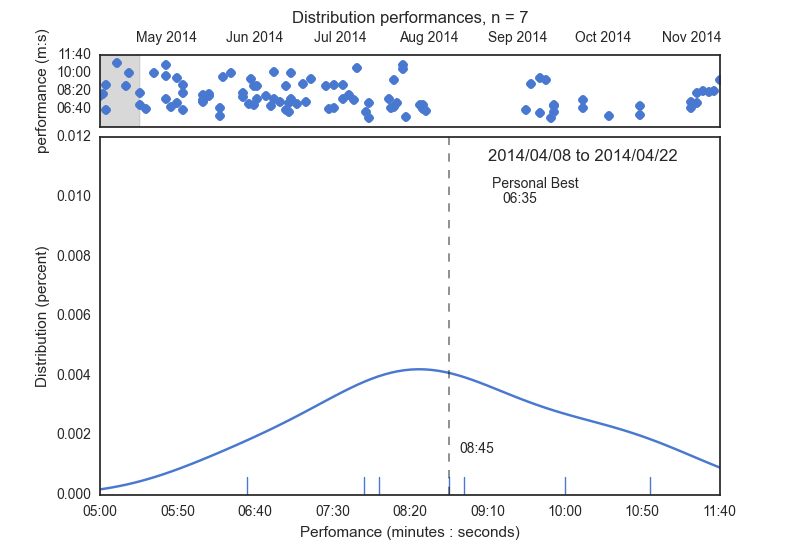 Distribution performances, n = 7
May 2014 Jun 2014 Jul 2014 Aug 2014 Sep 2014 Oct 2014 Nov 2014
performance (m:s)
11:40
10:00
08:20
06:40
0.012
0.010
0.008
0.006
0.004
0.002
0.000
Distribution (percent)
2014/04/08 to 2014/04/22
Personal Best
06:35
08:45
05:00 05:50 06:40 07:30 08:20 09:10 10:00 10:50 11:40
Perfomance (minutes : seconds)